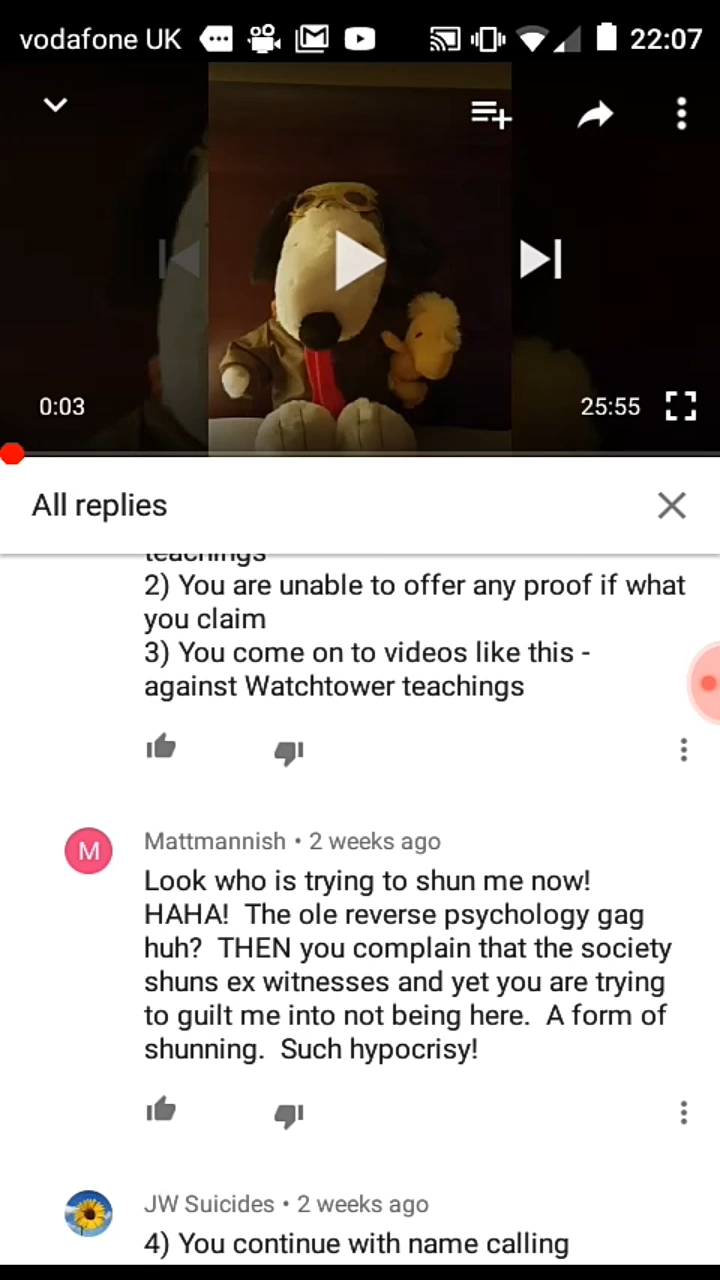 vodafone UK
22:07
0:03
25:55
All replies
teachings
2) You are unable to offer any proof if what
you claim
3) You come on to videos like this -
against Watchtower teachings
M
Mattmannish • 2 weeks ago
Look who is trying to shun me now!
HAHA!  The ole reverse psychology gag
huh?  THEN you complain that the society
shuns ex witnesses and yet you are trying
to guilt me into not being here.  A form of
shunning.  Such hypocrisy!
JW Suicides • 2 weeks ago
4) You continue with name calling